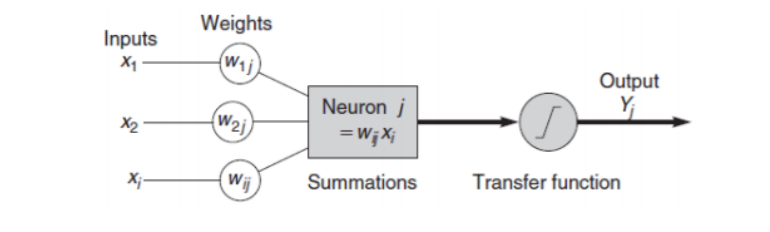 Weights
Inputs
x₁
w₁ⱼ
Output
Yⱼ
Neuron j
= wᵢⱼ xᵢ
x₂
w₂ⱼ
xᵢ
wᵢⱼ
Summations
Transfer function